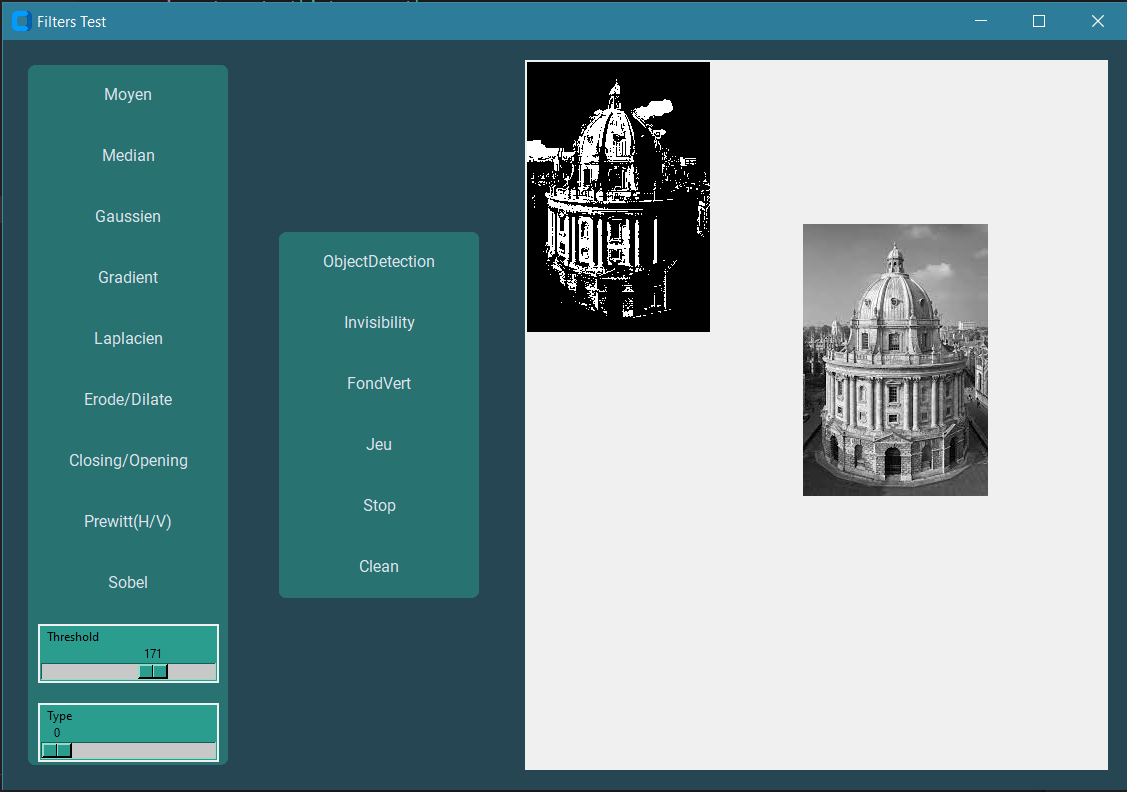 Filters Test
Moyen
Median
Gaussien
Gradient
Laplacien
Erode/Dilate
Closing/Opening
Prewitt(H/V)
Sobel
Threshold
171
Type
0
ObjectDetection
Invisibility
FondVert
Jeu
Stop
Clean